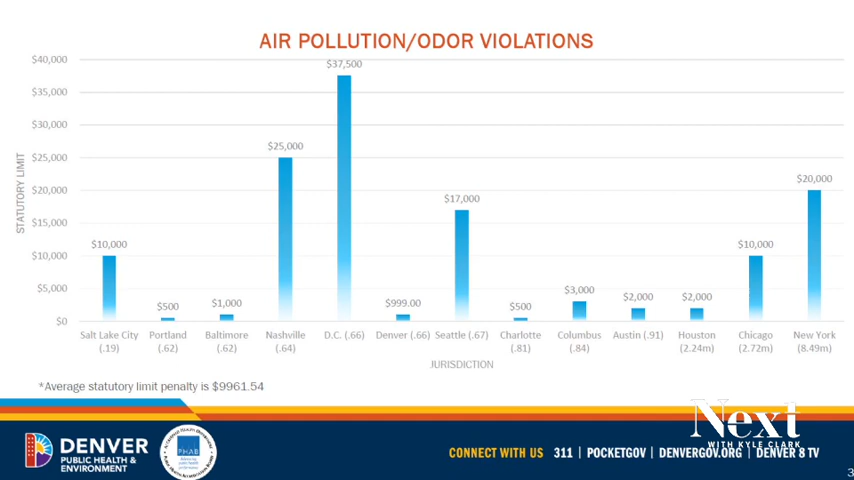 AIR POLLUTION/ODOR VIOLATIONS
$40,000
$35,000
$30,000
$25,000
$20,000
$15,000
$10,000
$5,000
$0
STATUTORY LIMIT
$10,000
$500
$1,000
$25,000
$37,500
$999.00
$17,000
$500
$3,000
$2,000
$2,000
$10,000
$20,000
Salt Lake City (.19)
Portland (.62)
Baltimore (.62)
Nashville (.64)
D.C. (.66)
Denver (.66)
Seattle (.67)
Charlotte (.81)
Columbus (.84)
Austin (.91)
Houston (2.24m)
Chicago (2.72m)
New York (8.49m)
JURISDICTION
*Average statutory limit penalty is $9961.54
DENVER
PUBLIC HEALTH &
ENVIRONMENT
PHAB
Next
WITH KYLE CLARK
CONNECT WITH US 311 | POCKETGOV | DENVERGOV.ORG | DENVER 8 TV
3